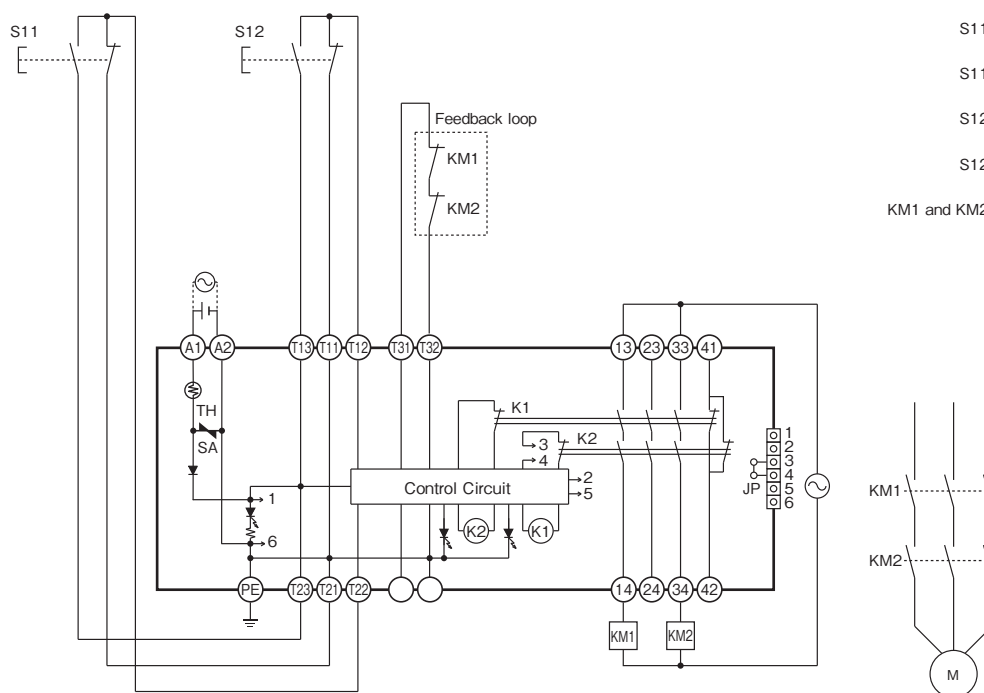 S11
S12
S11
S11
S12
S12
KM1 and KM2
Feedback loop
KM1
KM2
A1 A2 T13 T11 T12 T31 T32 13 23 33 41
TH
SA
K1
K2
3
4
Control Circuit
2
5
1
6
K2
K1
JP
1
2
3
4
5
6
PE T23 T21 T22 14 24 34 42
KM1
KM2
KM1
KM2
M